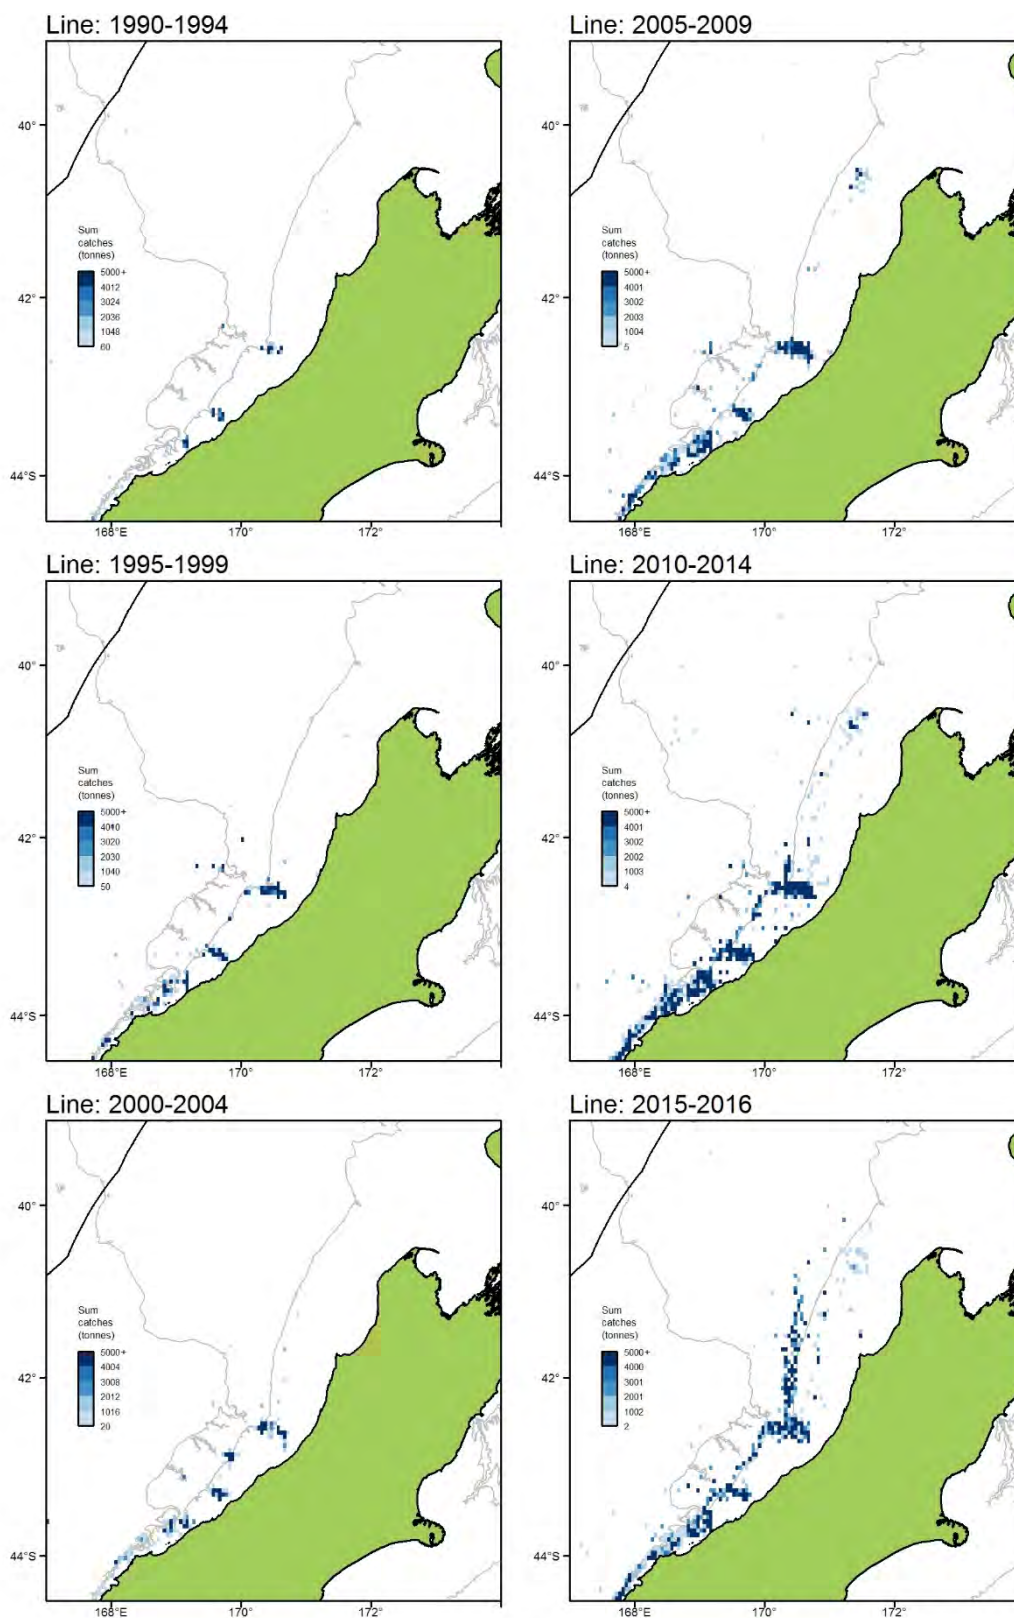 Line: 1990-1994
40°
Sum
catches
(tonnes)
5000+
4012
3024
2036
1048
60
42°
44°S
168°E
170°
172°
Line: 1995-1999
40°
Sum
catches
(tonnes)
5000+
4010
3020
2030
1040
50
42°
44°S
168°E
170°
172°
Line: 2000-2004
40°
Sum
catches
(tonnes)
5000+
4004
3008
2012
1016
20
42°
44°S
168°E
170°
172°
Line: 2005-2009
40°
Sum
catches
(tonnes)
5000+
4001
3002
2003
1004
5
42°
44°S
168°E
170°
172°
Line: 2010-2014
40°
Sum
catches
(tonnes)
5000+
4001
3002
2002
1003
4
42°
44°S
168°E
170°
172°
Line: 2015-2016
40°
Sum
catches
(tonnes)
5000+
4000
3001
2001
1002
2
42°
44°S
168°E
170°
172°